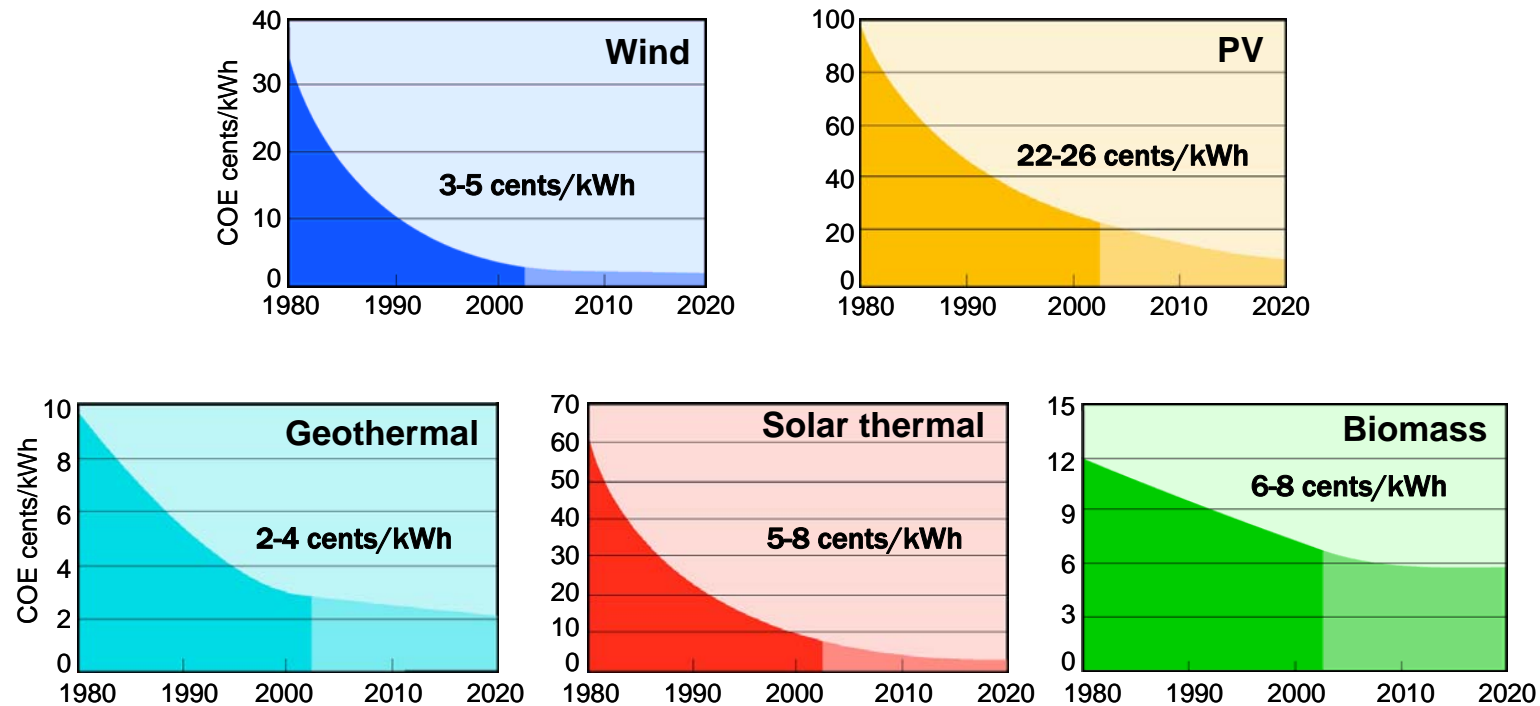 Wind
COE cents/kWh
40
30
20
10
0
3-5 cents/kWh
1980 1990 2000 2010 2020
PV
100
80
60
40
20
0
22-26 cents/kWh
1980 1990 2000 2010 2020
Geothermal
COE cents/kWh
10
8
6
4
2
0
2-4 cents/kWh
1980 1990 2000 2010 2020
Solar thermal
70
60
50
40
30
20
10
0
5-8 cents/kWh
1980 1990 2000 2010 2020
Biomass
15
12
9
6
3
0
6-8 cents/kWh
1980 1990 2000 2010 2020